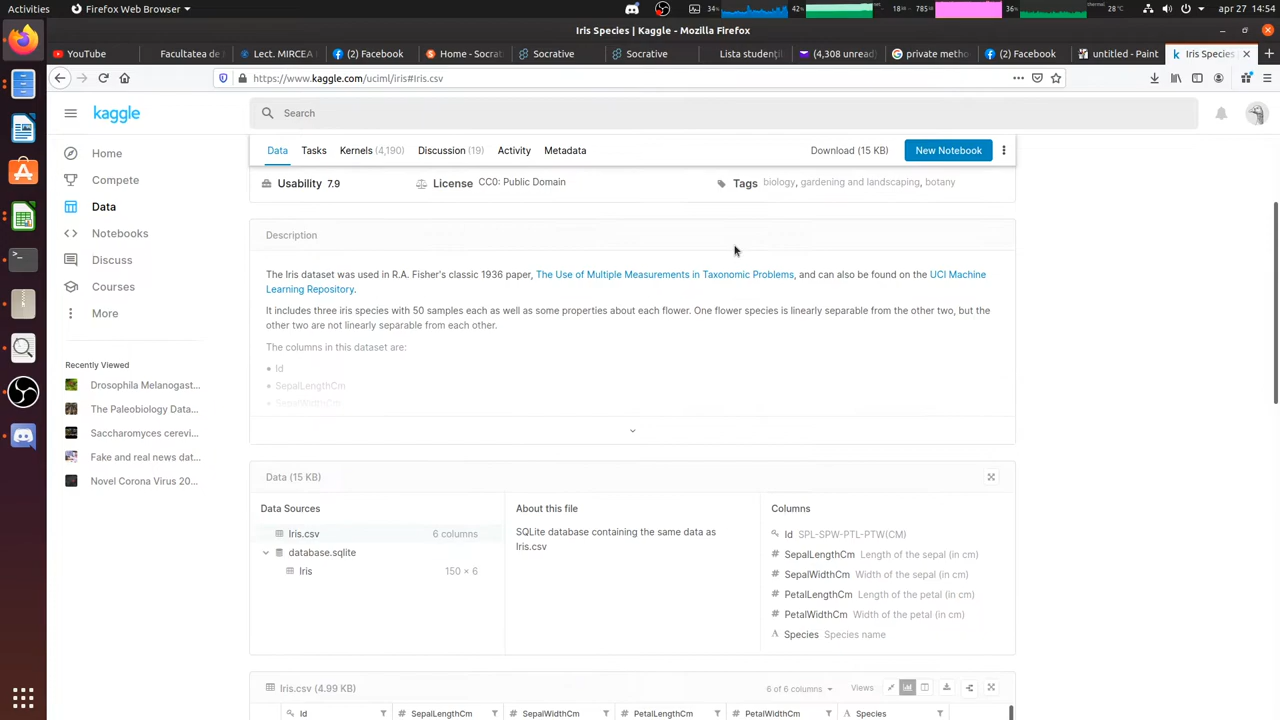 Activities Firefox Web Browser 34% 42% 18 785 36% 28°C apr 27 14:54
Iris Species | Kaggle - Mozilla Firefox
YouTube Facultatea de Lect. MIRCEA (2) Facebook Home - Socrat Socrative Socrative Lista studenți (4,308 unread) private metho (2) Facebook untitled - Paint Iris Species
https://www.kaggle.com/uciml/iris#Iris.csv
kaggle Search
Data Tasks Kernels (4,190) Discussion (19) Activity Metadata Download (15 KB) New Notebook
Home
Compete
Data
Notebooks
Discuss
Courses
More
Recently Viewed
Drosophila Melanogast...
The Paleobiology Data...
Saccharomyces cerevi...
Fake and real news dat...
Novel Corona Virus 20...
Usability 7.9 License CC0: Public Domain Tags biology, gardening and landscaping, botany
Description
The Iris dataset was used in R.A. Fisher's classic 1936 paper, The Use of Multiple Measurements in Taxonomic Problems, and can also be found on the UCI Machine
Learning Repository.
It includes three iris species with 50 samples each as well as some properties about each flower. One flower species is linearly separable from the other two, but the
other two are not linearly separable from each other.
The columns in this dataset are:
• Id
• SepalLengthCm
• SepalWidthCm
Data (15 KB)
Data Sources
Iris.csv 6 columns
database.sqlite
Iris 150 × 6
About this file
SQLite database containing the same data as
Iris.csv
Columns
Id SPL-SPW-PTL-PTW(CM)
# SepalLengthCm Length of the sepal (in cm)
# SepalWidthCm Width of the sepal (in cm)
# PetalLengthCm Length of the petal (in cm)
# PetalWidthCm Width of the petal (in cm)
A Species Species name
Iris.csv (4.99 KB) 6 of 6 columns Views
Id # SepalLengthCm # SepalWidthCm # PetalLengthCm # PetalWidthCm A Species